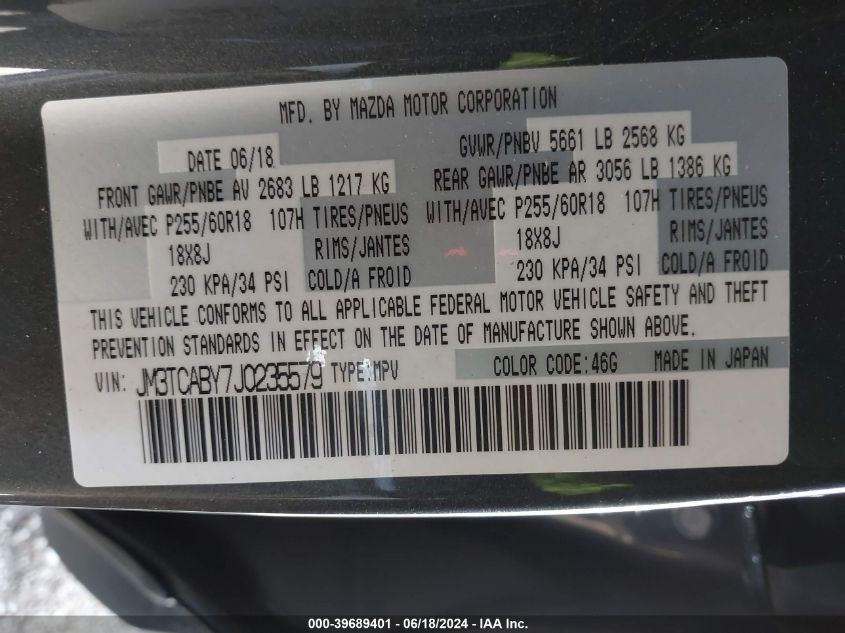 MFD. BY MAZDA MOTOR CORPORATION
DATE 06/18
GVWR/PNBV 5661 LB 2568 KG
FRONT GAWR/PNBE AV 2683 LB 1217 KG
REAR GAWR/PNBE AR 3056 LB 1386 KG
WITH/AVEC P255/60R18 107H TIRES/PNEUS
WITH/AVEC P255/60R18 107H TIRES/PNEUS
18X8J RIMS/JANTES
18X8J RIMS/JANTES
230 KPA/34 PSI COLD/A FROID
230 KPA/34 PSI COLD/A FROID
THIS VEHICLE CONFORMS TO ALL APPLICABLE FEDERAL MOTOR VEHICLE SAFETY AND THEFT
PREVENTION STANDARDS IN EFFECT ON THE DATE OF MANUFACTURE SHOWN ABOVE.
VIN: JM3TCABY7J0235579 TYPE:MPV COLOR CODE:46G MADE IN JAPAN
000-39689401 - 06/18/2024 - IAA Inc.